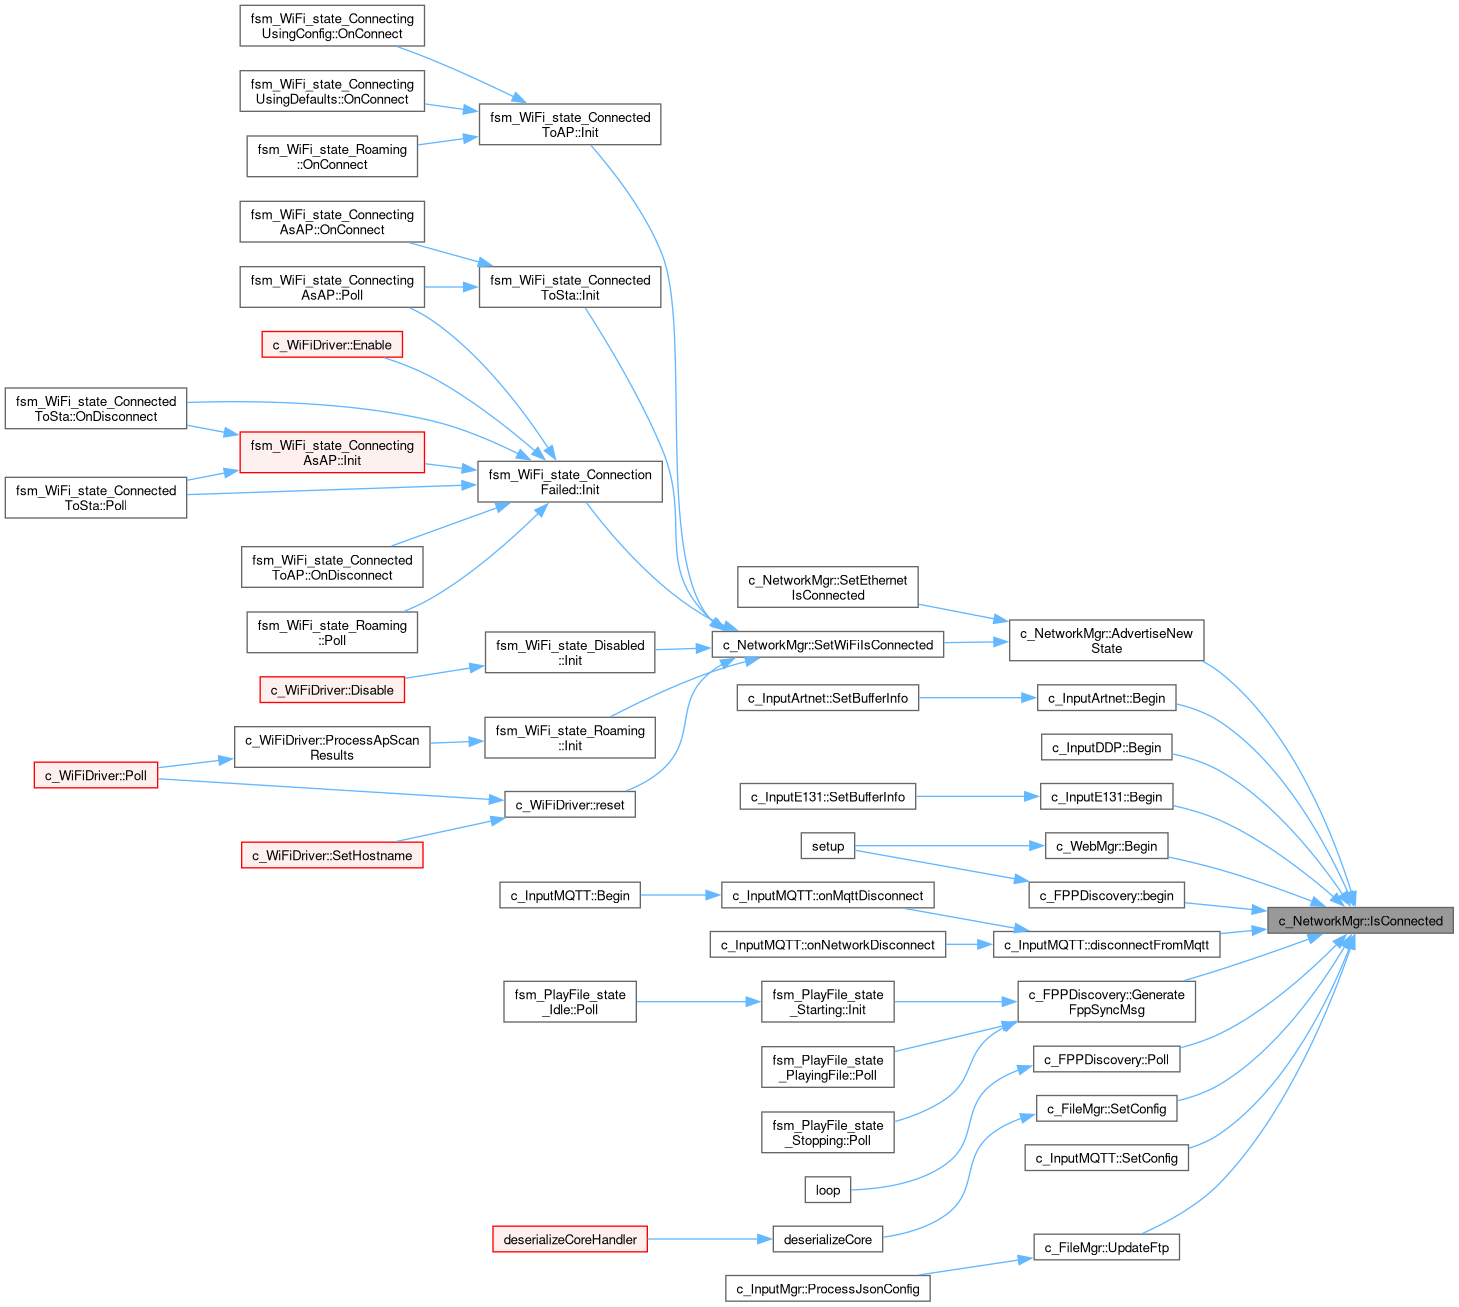 fsm_WiFi_state_Connecting
UsingConfig::OnConnect
fsm_WiFi_state_Connecting
UsingDefaults::OnConnect
fsm_WiFi_state_Connected
ToAP::Init
fsm_WiFi_state_Roaming
::OnConnect
fsm_WiFi_state_Connecting
AsAP::OnConnect
fsm_WiFi_state_Connecting
AsAP::Poll
fsm_WiFi_state_Connected
ToSta::Init
c_WiFiDriver::Enable
fsm_WiFi_state_Connected
ToSta::OnDisconnect
fsm_WiFi_state_Connecting
AsAP::Init
fsm_WiFi_state_Connection
Failed::Init
fsm_WiFi_state_Connected
ToSta::Poll
fsm_WiFi_state_Connected
ToAP::OnDisconnect
c_NetworkMgr::SetEthernet
IsConnected
fsm_WiFi_state_Roaming
::Poll
fsm_WiFi_state_Disabled
::Init
c_NetworkMgr::SetWiFiIsConnected
c_NetworkMgr::AdvertiseNew
State
c_WiFiDriver::Disable
c_InputArtnet::SetBufferInfo
c_InputArtnet::Begin
c_WiFiDriver::ProcessApScan
Results
fsm_WiFi_state_Roaming
::Init
c_InputDDP::Begin
c_WiFiDriver::Poll
c_WiFiDriver::reset
c_InputE131::SetBufferInfo
c_InputE131::Begin
c_WiFiDriver::SetHostname
setup
c_WebMgr::Begin
c_InputMQTT::Begin
c_InputMQTT::onMqttDisconnect
c_FPPDiscovery::begin
c_NetworkMgr::IsConnected
c_InputMQTT::onNetworkDisconnect
c_InputMQTT::disconnectFromMqtt
fsm_PlayFile_state
_Idle::Poll
fsm_PlayFile_state
_Starting::Init
c_FPPDiscovery::Generate
FppSyncMsg
fsm_PlayFile_state
_PlayingFile::Poll
c_FPPDiscovery::Poll
fsm_PlayFile_state
_Stopping::Poll
c_FileMgr::SetConfig
c_InputMQTT::SetConfig
loop
deserializeCoreHandler
deserializeCore
c_FileMgr::UpdateFtp
c_InputMgr::ProcessJsonConfig